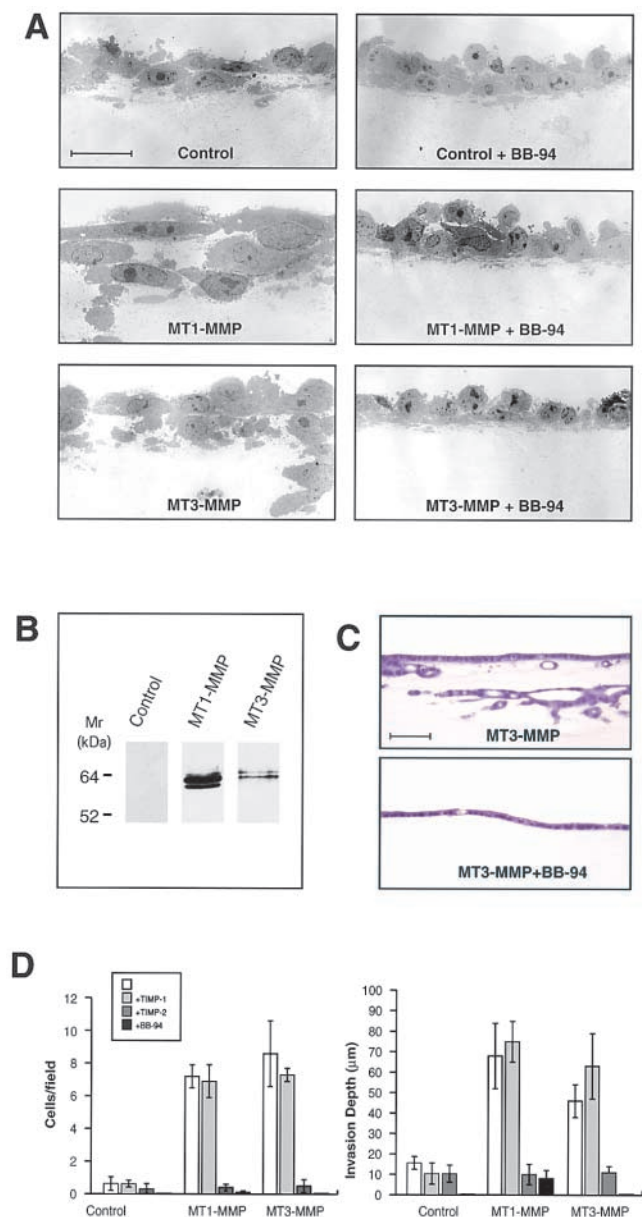 A
Control
Control + BB-94
MT1-MMP
MT1-MMP + BB-94
MT3-MMP
MT3-MMP + BB-94
B
Control
MT1-MMP
MT3-MMP
Mr
(kDa)
64
52
C
MT3-MMP
MT3-MMP+BB-94
D
+TIMP-1
+TIMP-2
+BB-94
Cells/field
12
10
8
6
4
2
0
Control
MT1-MMP
MT3-MMP
Invasion Depth (μm)
100
90
80
70
60
50
40
30
20
10
0
Control
MT1-MMP
MT3-MMP